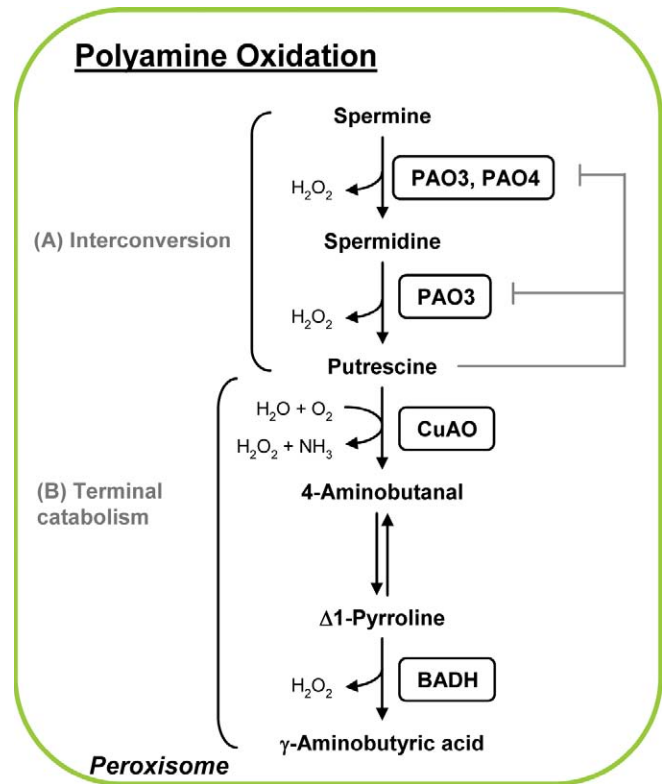 Polyamine Oxidation
Spermine
H₂O₂
PAO3, PAO4
(A) Interconversion
Spermidine
H₂O₂
PAO3
Putrescine
H₂O + O₂
CuAO
H₂O₂ + NH₃
(B) Terminal
catabolism
4-Aminobutanal
Δ1-Pyrroline
H₂O₂
BADH
γ-Aminobutyric acid
Peroxisome